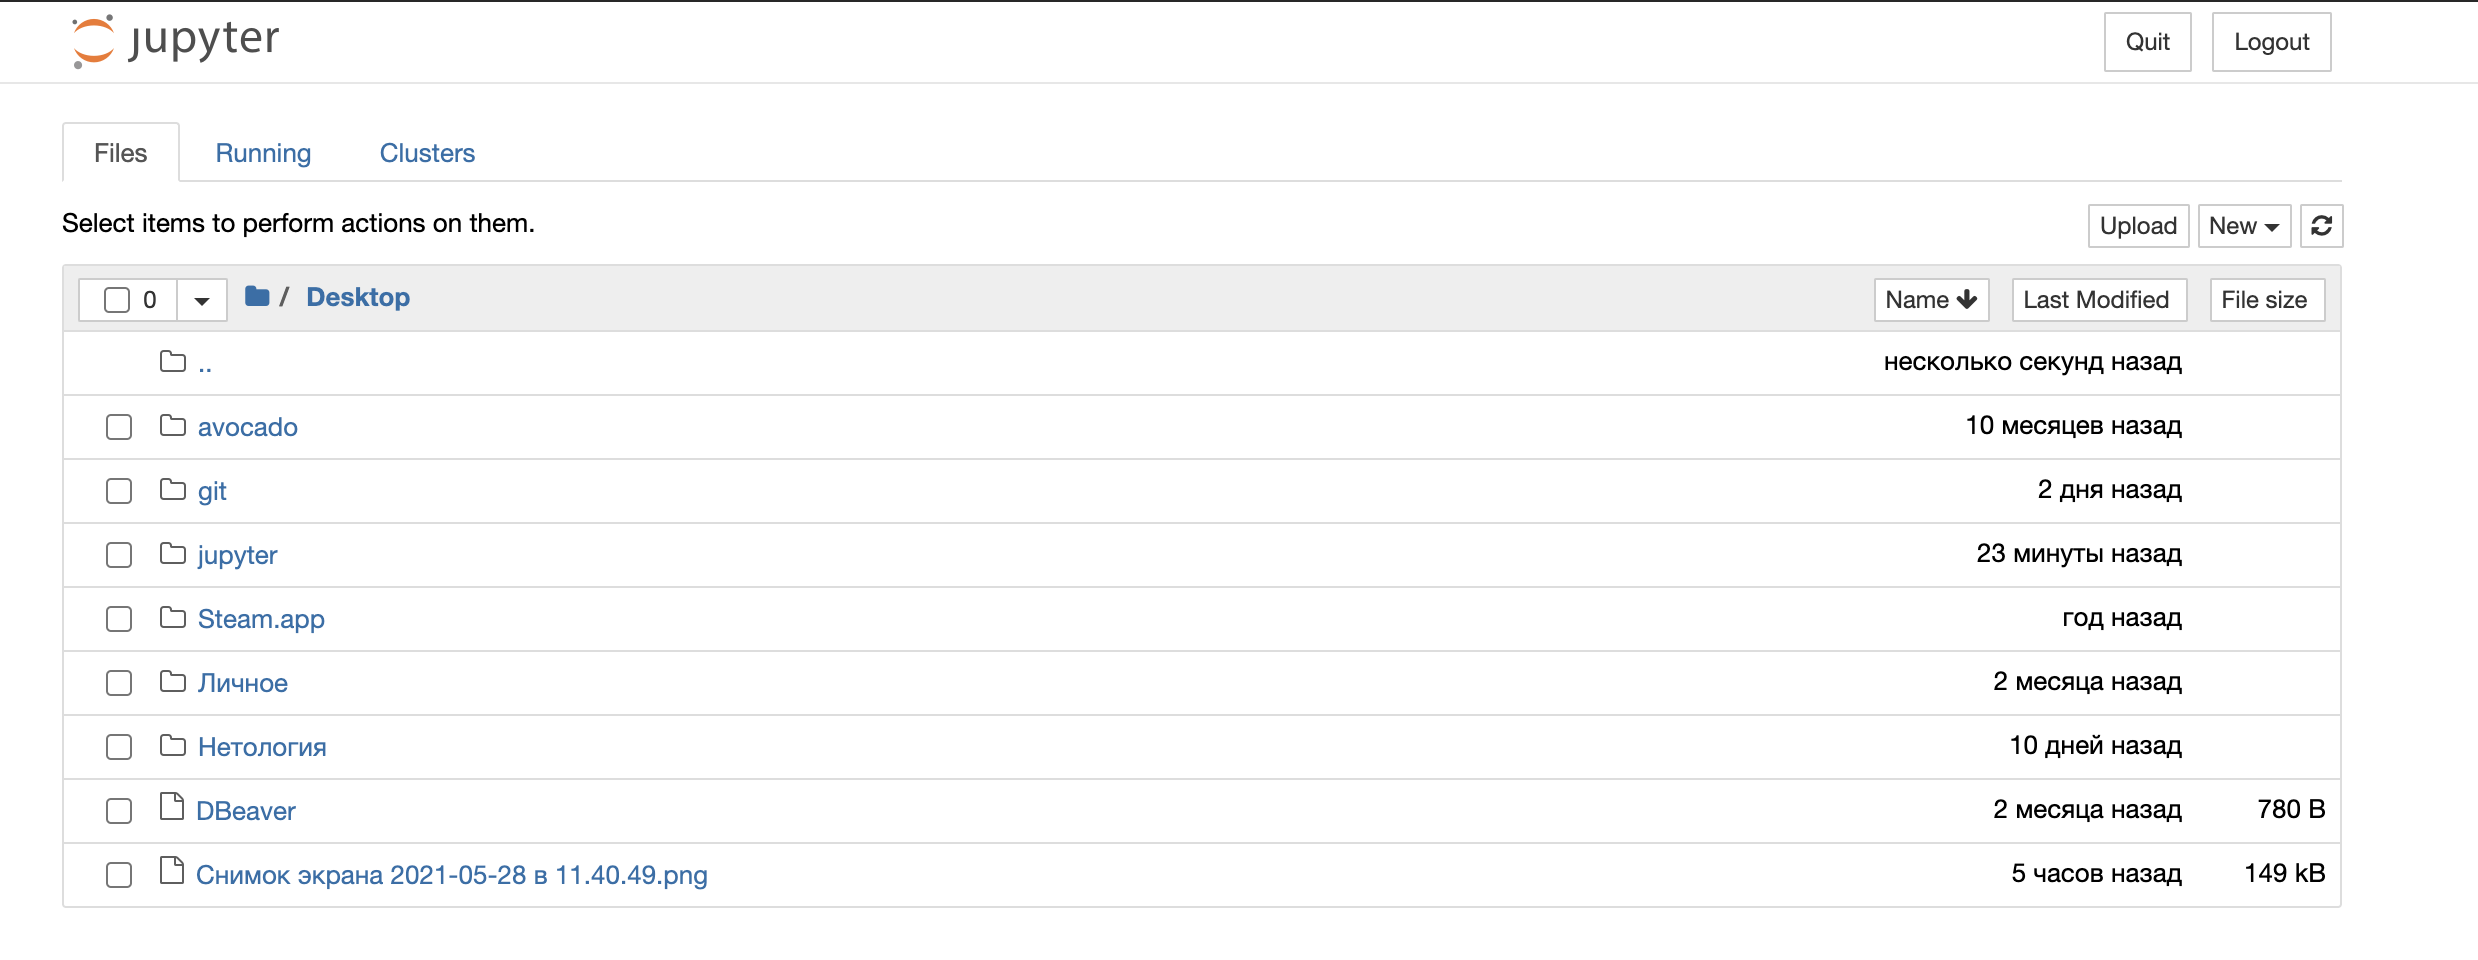 jupyter
Quit Logout
Files Running Clusters
Select items to perform actions on them.
Upload New
0 / Desktop Name Last Modified File size
.. несколько секунд назад
avocado 10 месяцев назад
git 2 дня назад
jupyter 23 минуты назад
Steam.app год назад
Личное 2 месяца назад
Нетология 10 дней назад
DBeaver 2 месяца назад 780 B
Снимок экрана 2021-05-28 в 11.40.49.png 5 часов назад 149 kB